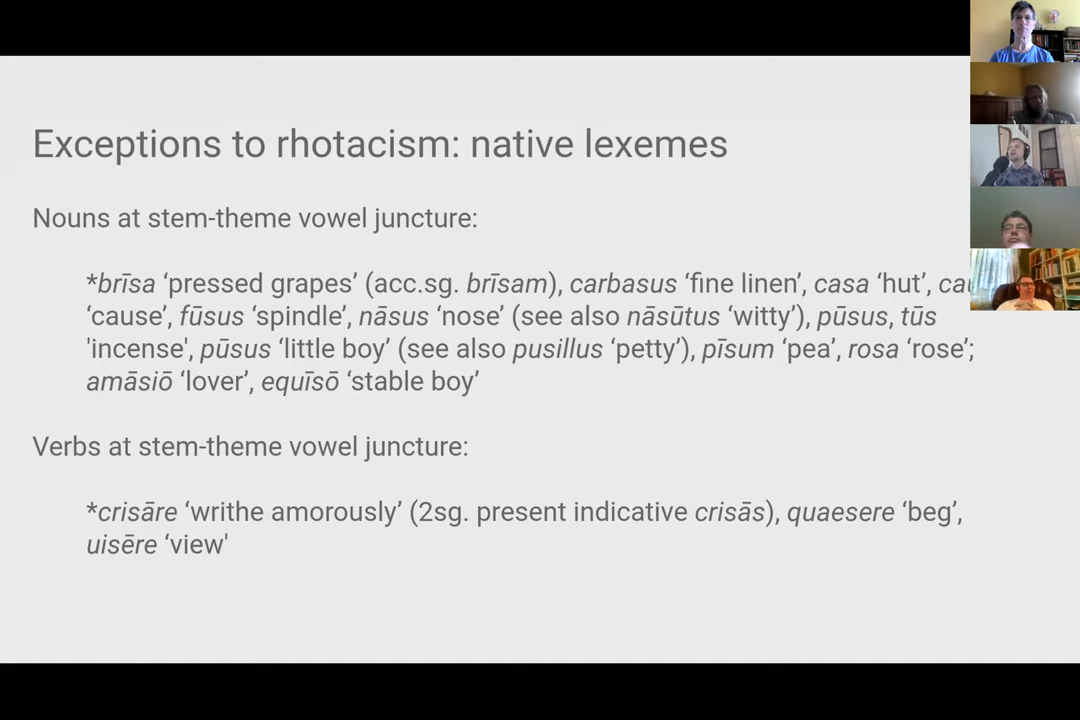 Exceptions to rhotacism: native lexemes
Nouns at stem-theme vowel juncture:
*brīsa ‘pressed grapes’ (acc.sg. brīsam), carbasus ‘fine linen’, casa ‘hut’,
‘cause’, fūsus ‘spindle’, nāsus ‘nose’ (see also nāsūtus ‘witty’), pūsus, tūs
'incense', pūsus ‘little boy’ (see also pusillus ‘petty’), pīsum ‘pea’, rosa ‘rose’;
amāsiō ‘lover’, equīsō ‘stable boy’
Verbs at stem-theme vowel juncture:
*crisāre ‘writhe amorously’ (2sg. present indicative crisās), quaesere ‘beg’,
uisēre ‘view'